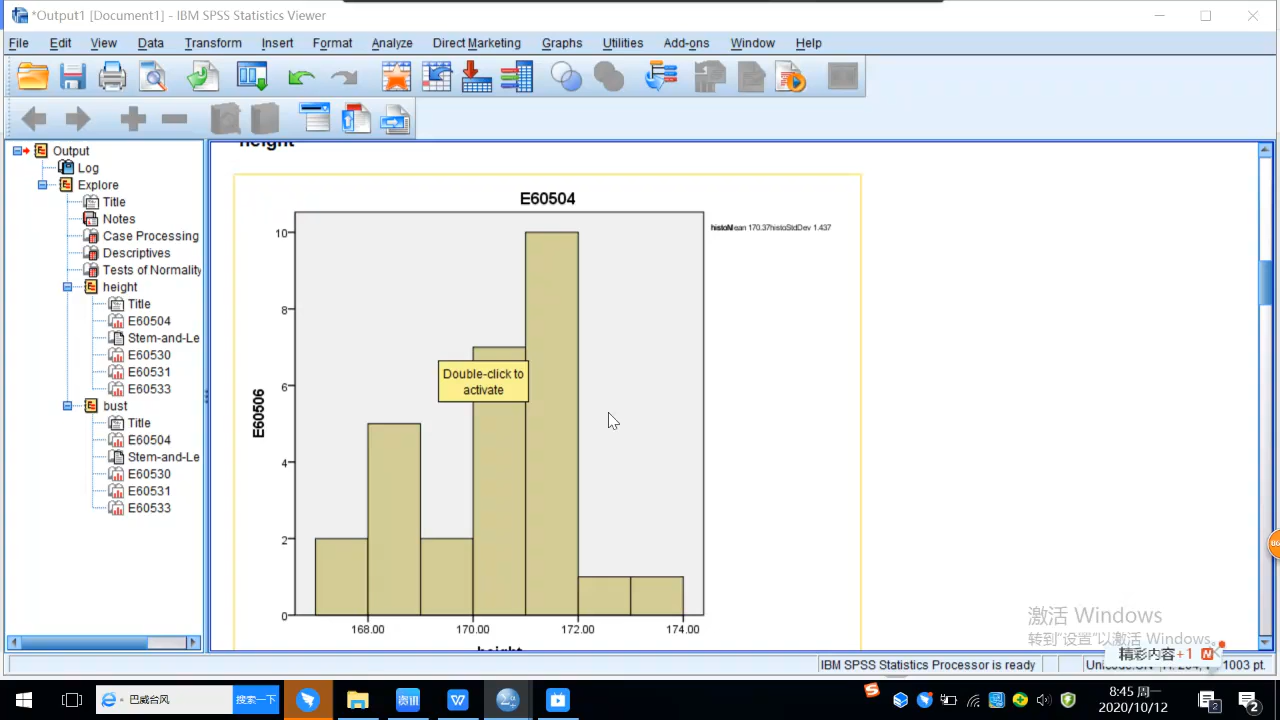 *Output1 [Document1] - IBM SPSS Statistics Viewer
File Edit View Data Transform Insert Format Analyze Direct Marketing Graphs Utilities Add-ons Window Help
Output
Log
Explore
Title
Notes
Case Processing
Descriptives
Tests of Normality
height
Title
E60504
Stem-and-Le
E60530
E60531
E60533
bust
Title
E60504
Stem-and-Le
E60530
E60531
E60533
height
E60504
Mean 170.37histoStdDev 1.437
E60506
10
8
6
4
2
0
Double-click to
activate
168.00 170.00 172.00 174.00
height
激活 Windows
转到"设置"以激活 Windows。
精彩内容+1
IBM SPSS Statistics Processor is ready
1003 pt.
巴威台风
搜索一下
8:45 周一
2020/10/12